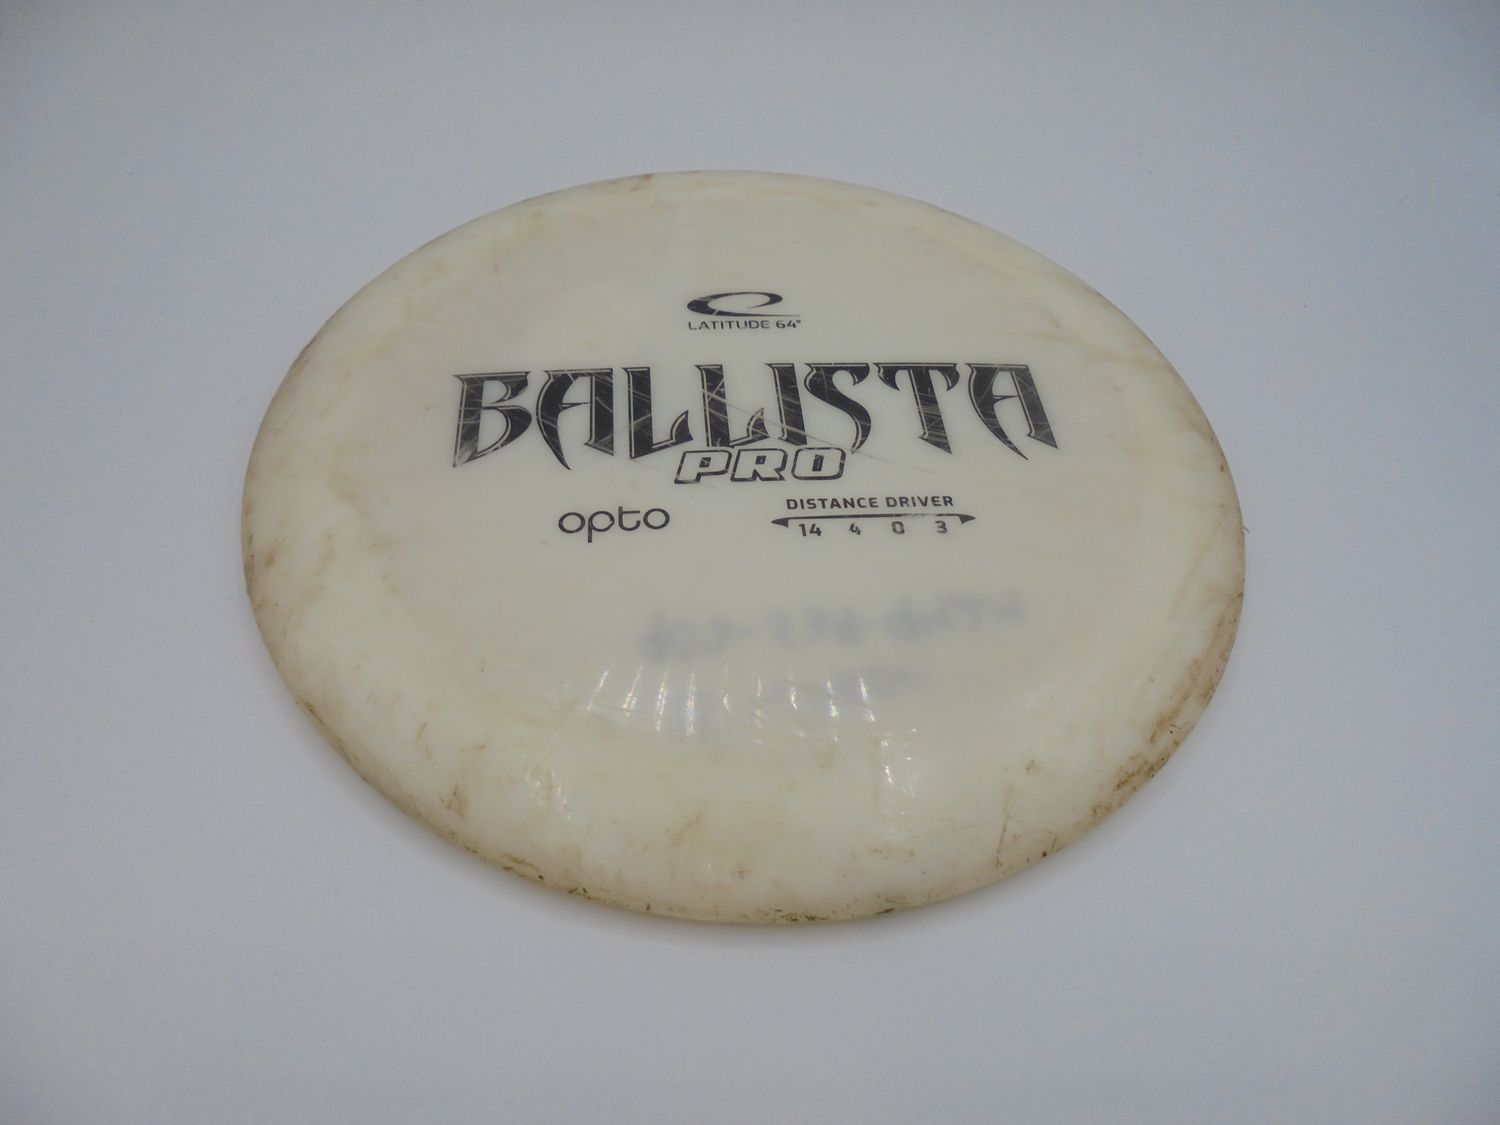 LATITUDE 64°
BALLISTA
PRO
opto
DISTANCE DRIVER
14 4 0 3